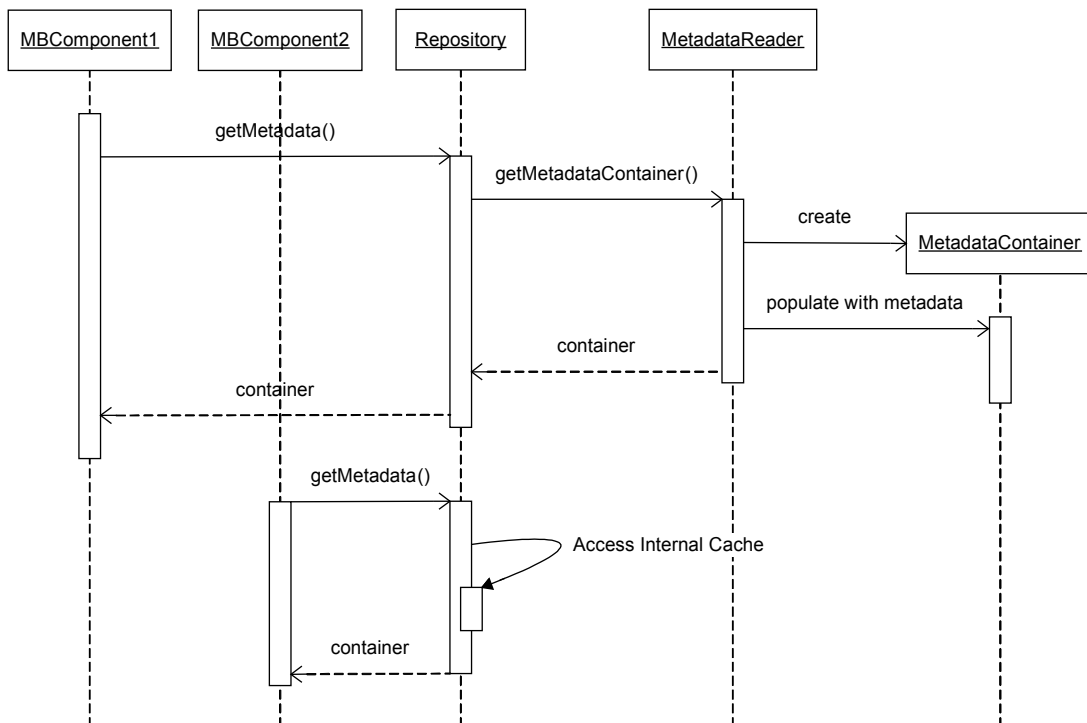 MBComponent1
MBComponent2
Repository
MetadataReader
getMetadata()
getMetadataContainer()
create
MetadataContainer
populate with metadata
container
container
getMetadata()
Access Internal Cache
container